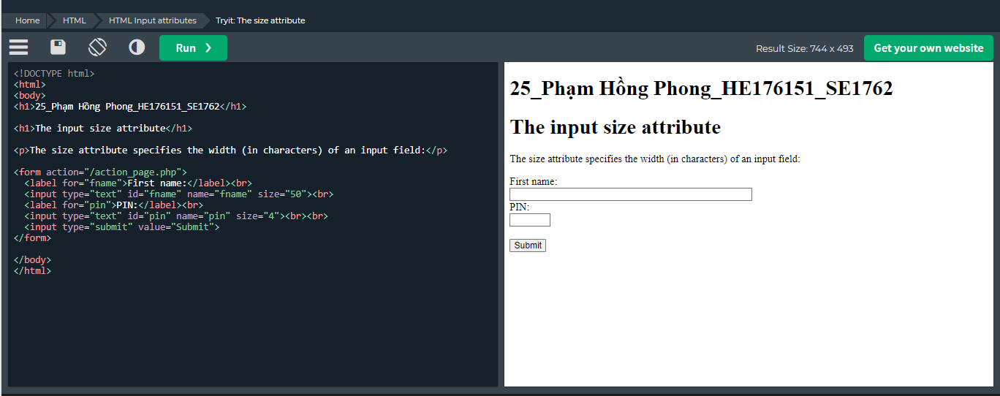 Home HTML HTML Input attributes Tryit: The size attribute
Run ❯ Result Size: 744 x 493 Get your own website
<!DOCTYPE html>
<html>
<body>
<h1>25_Phạm Hồng Phong_HE176151_SE1762</h1>
<h1>The input size attribute</h1>
<p>The size attribute specifies the width (in characters) of an input field:</p>
<form action="/action_page.php">
<label for="fname">First name:</label><br>
<input type="text" id="fname" name="fname" size="50"><br>
<label for="pin">PIN:</label><br>
<input type="text" id="pin" name="pin" size="4"><br><br>
<input type="submit" value="Submit">
</form>
</body>
</html>
25_Phạm Hồng Phong_HE176151_SE1762
The input size attribute
The size attribute specifies the width (in characters) of an input field:
First name:
PIN:
Submit